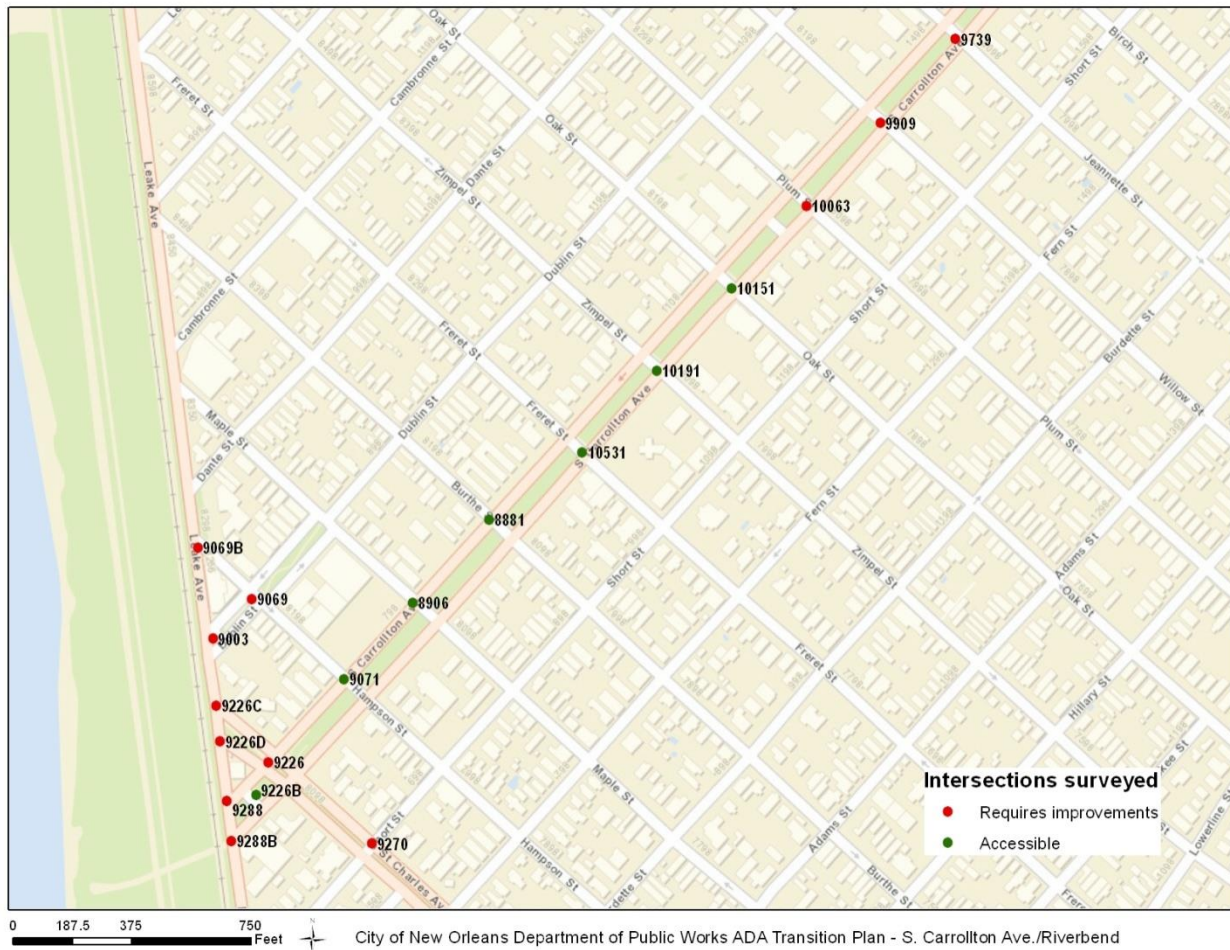 Oak St
Cambronne St
Freret St
Birch St
Short St
9739
S Carrollton Ave
9909
Dante St
Oak St
Zimpel St
Leake Ave
Plum St
10063
Jeannette St
Fern St
Dublin St
10151
Short St
Cambronne St
Zimpel St
Burdette St
Freret St
10191
Oak St
Willow St
Dublin St
S Carrollton Ave
Plum St
Maple St
Freret St
Dante St
10531
Burthe St
8881
Fern St
Leake Ave
9069B
Short St
Zimpel St
Adams St
9069
8906
Oak St
Dublin St
9003
S Carrollton Ave
9071
Freret St
Hampson St
9226C
Hillary St
9226D
9226
9226B
Maple St
9288
Intersections surveyed
Requires improvements
Accessible
9288B
Short St
9270
St Charles Ave
Hampson St
Adams St
Burthe St
Lowerline St
0 187.5 375 750
Feet
N
City of New Orleans Department of Public Works ADA Transition Plan - S. Carrollton Ave./Riverbend